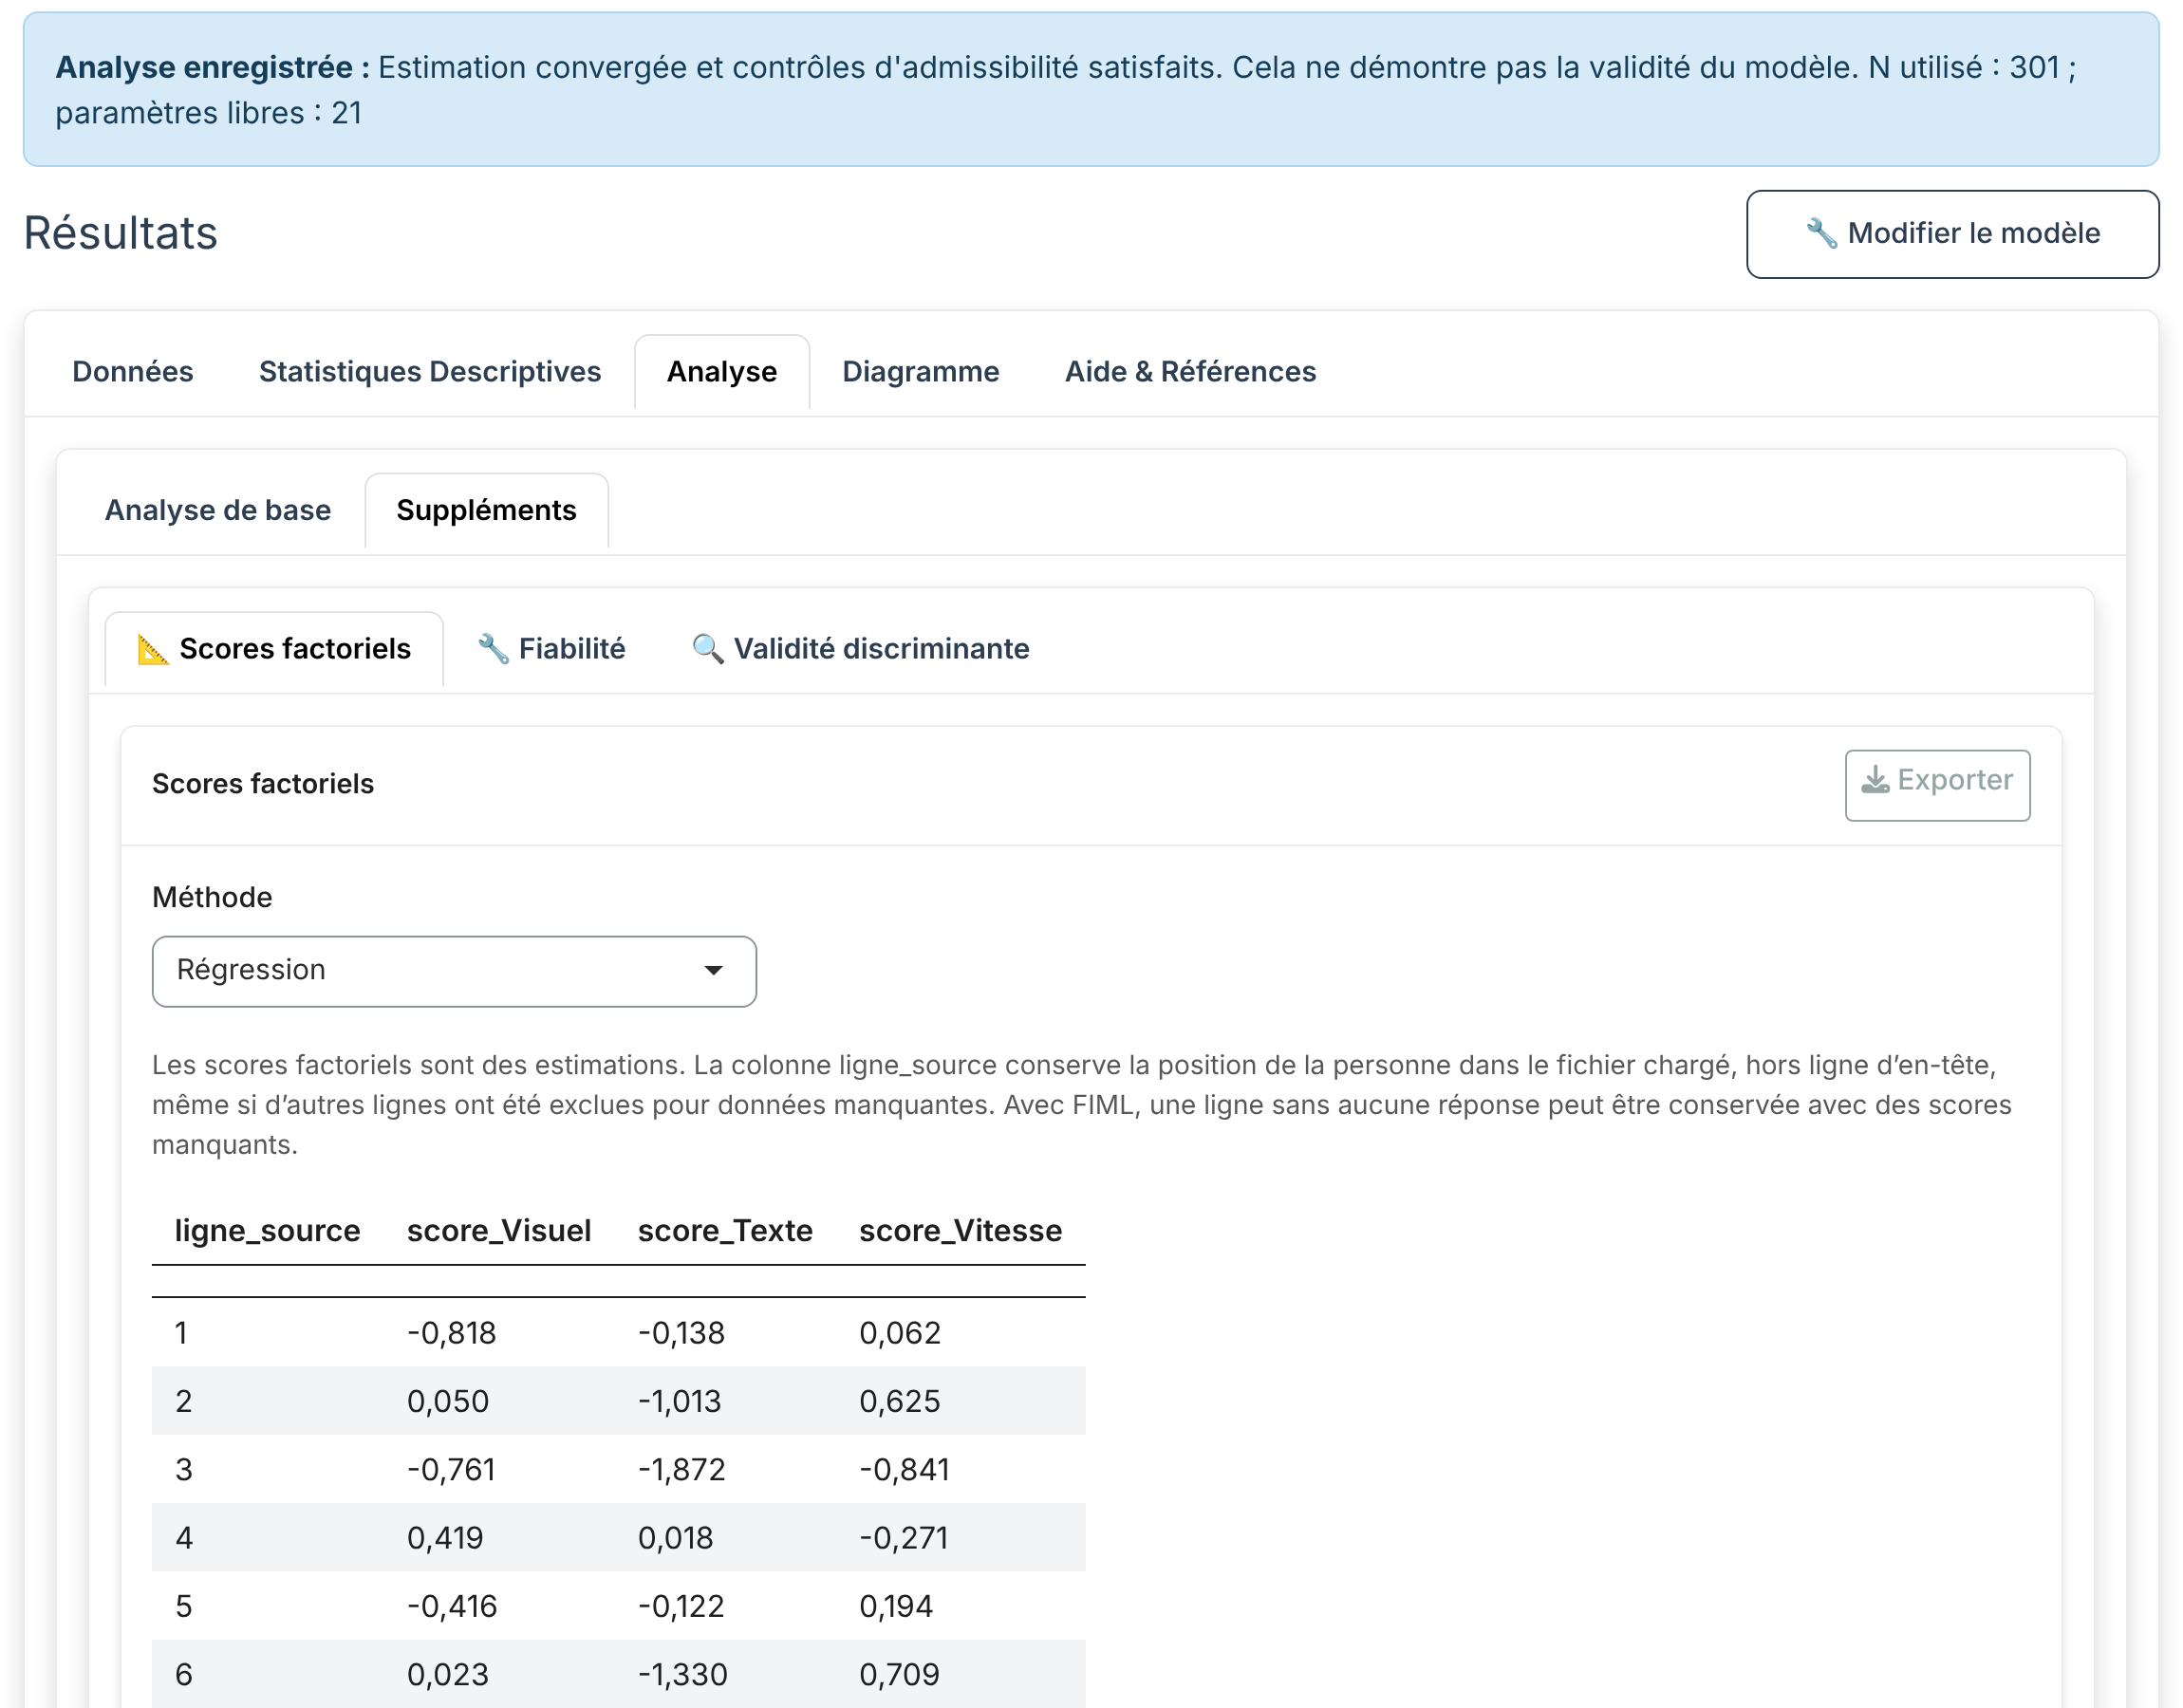 Analyse enregistrée : Estimation convergée et contrôles d'admissibilité satisfaits. Cela ne démontre pas la validité du modèle. N utilisé : 301 ;
paramètres libres : 21
Résultats
🔧 Modifier le modèle
Données Statistiques Descriptives Analyse Diagramme Aide & Références
Analyse de base Suppléments
📐 Scores factoriels 🔧 Fiabilité 🔍 Validité discriminante
Scores factoriels
Exporter
Méthode
Régression
Les scores factoriels sont des estimations. La colonne ligne_source conserve la position de la personne dans le fichier chargé, hors ligne d’en-tête,
même si d’autres lignes ont été exclues pour données manquantes. Avec FIML, une ligne sans aucune réponse peut être conservée avec des scores
manquants.
ligne_source score_Visuel score_Texte score_Vitesse
1 -0,818 -0,138 0,062
2 0,050 -1,013 0,625
3 -0,761 -1,872 -0,841
4 0,419 0,018 -0,271
5 -0,416 -0,122 0,194
6 0,023 -1,330 0,709